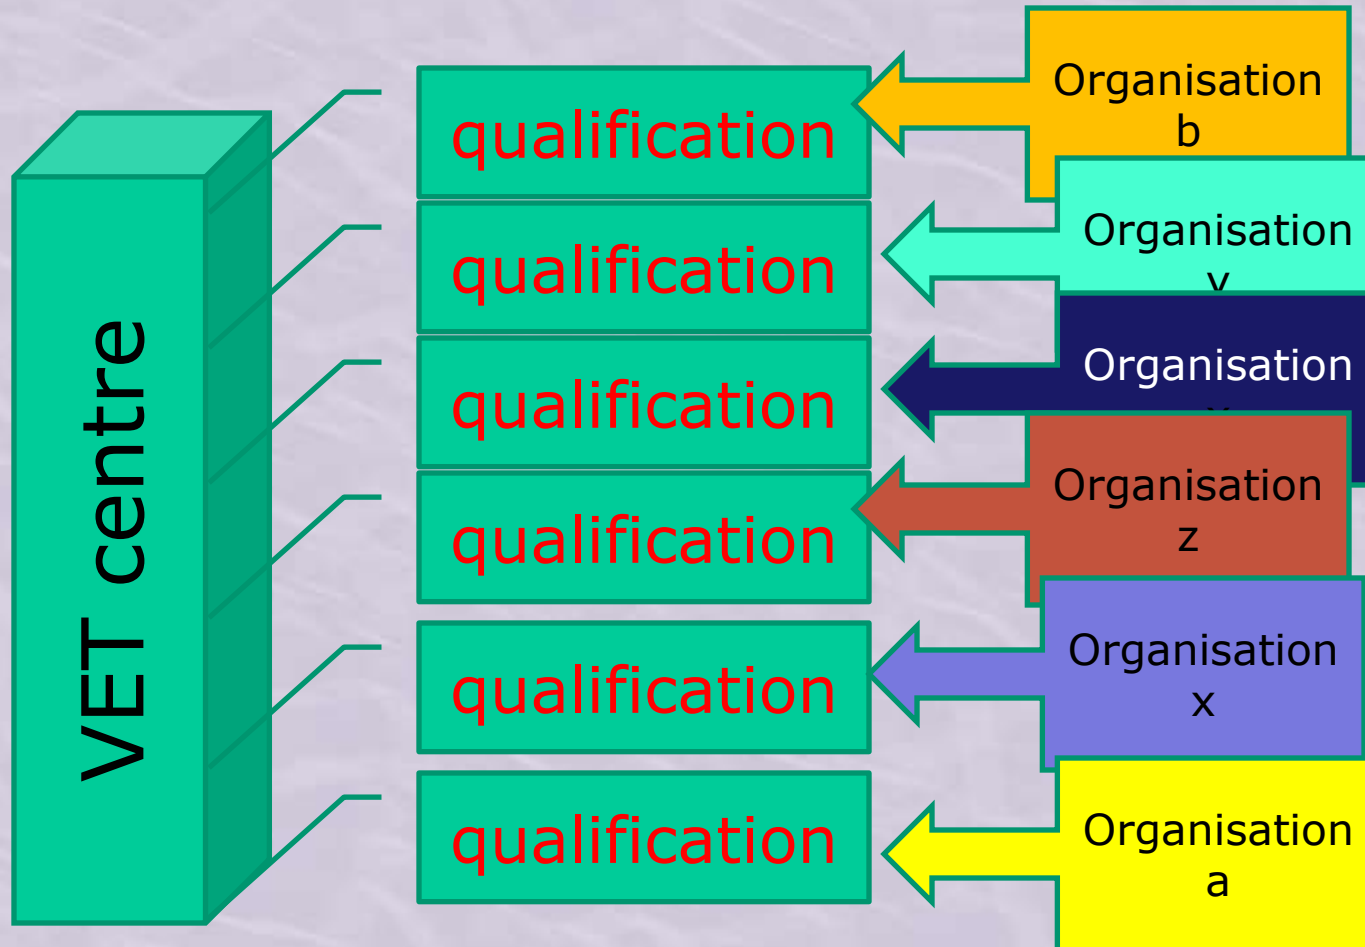 VET centre
qualification
Organisation
b
qualification
Organisation
qualification
Organisation
qualification
Organisation
z
qualification
Organisation
x
qualification
Organisation
a